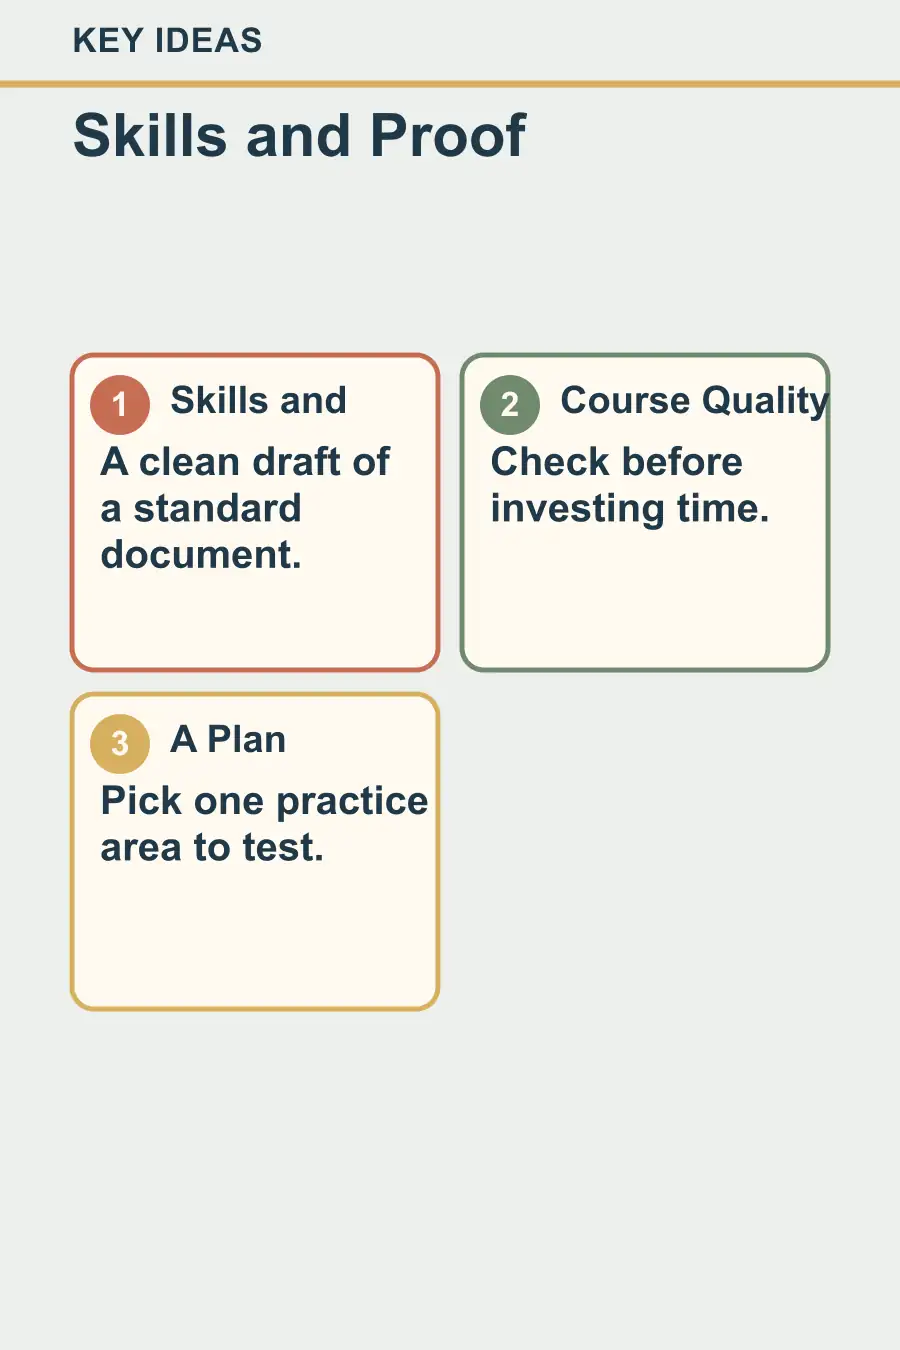 KEY IDEAS
Skills and Proof
1 Skills and
A clean draft of
a standard
document.
2 Course Quality
Check before
investing time.
3 A Plan
Pick one practice
area to test.